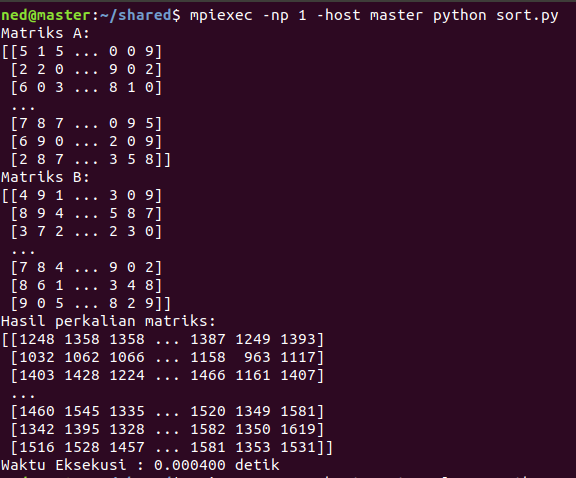 ned@master:~/shared$ mpiexec -np 1 -host master python sort.py
Matriks A:
[[5 1 5 ... 0 0 9]
 [2 2 0 ... 9 0 2]
 [6 0 3 ... 8 1 0]
 ...
 [7 8 7 ... 0 9 5]
 [6 9 0 ... 2 0 9]
 [2 8 7 ... 3 5 8]]
Matriks B:
[[4 9 1 ... 3 0 9]
 [8 9 4 ... 5 8 7]
 [3 7 2 ... 2 3 0]
 ...
 [7 8 4 ... 9 0 2]
 [8 6 1 ... 3 4 8]
 [9 0 5 ... 8 2 9]]
Hasil perkalian matriks:
[[1248 1358 1358 ... 1387 1249 1393]
 [1032 1062 1066 ... 1158  963 1117]
 [1403 1428 1224 ... 1466 1161 1407]
 ...
 [1460 1545 1335 ... 1520 1349 1581]
 [1342 1395 1328 ... 1582 1350 1619]
 [1516 1528 1457 ... 1581 1353 1531]]
Waktu Eksekusi : 0.000400 detik